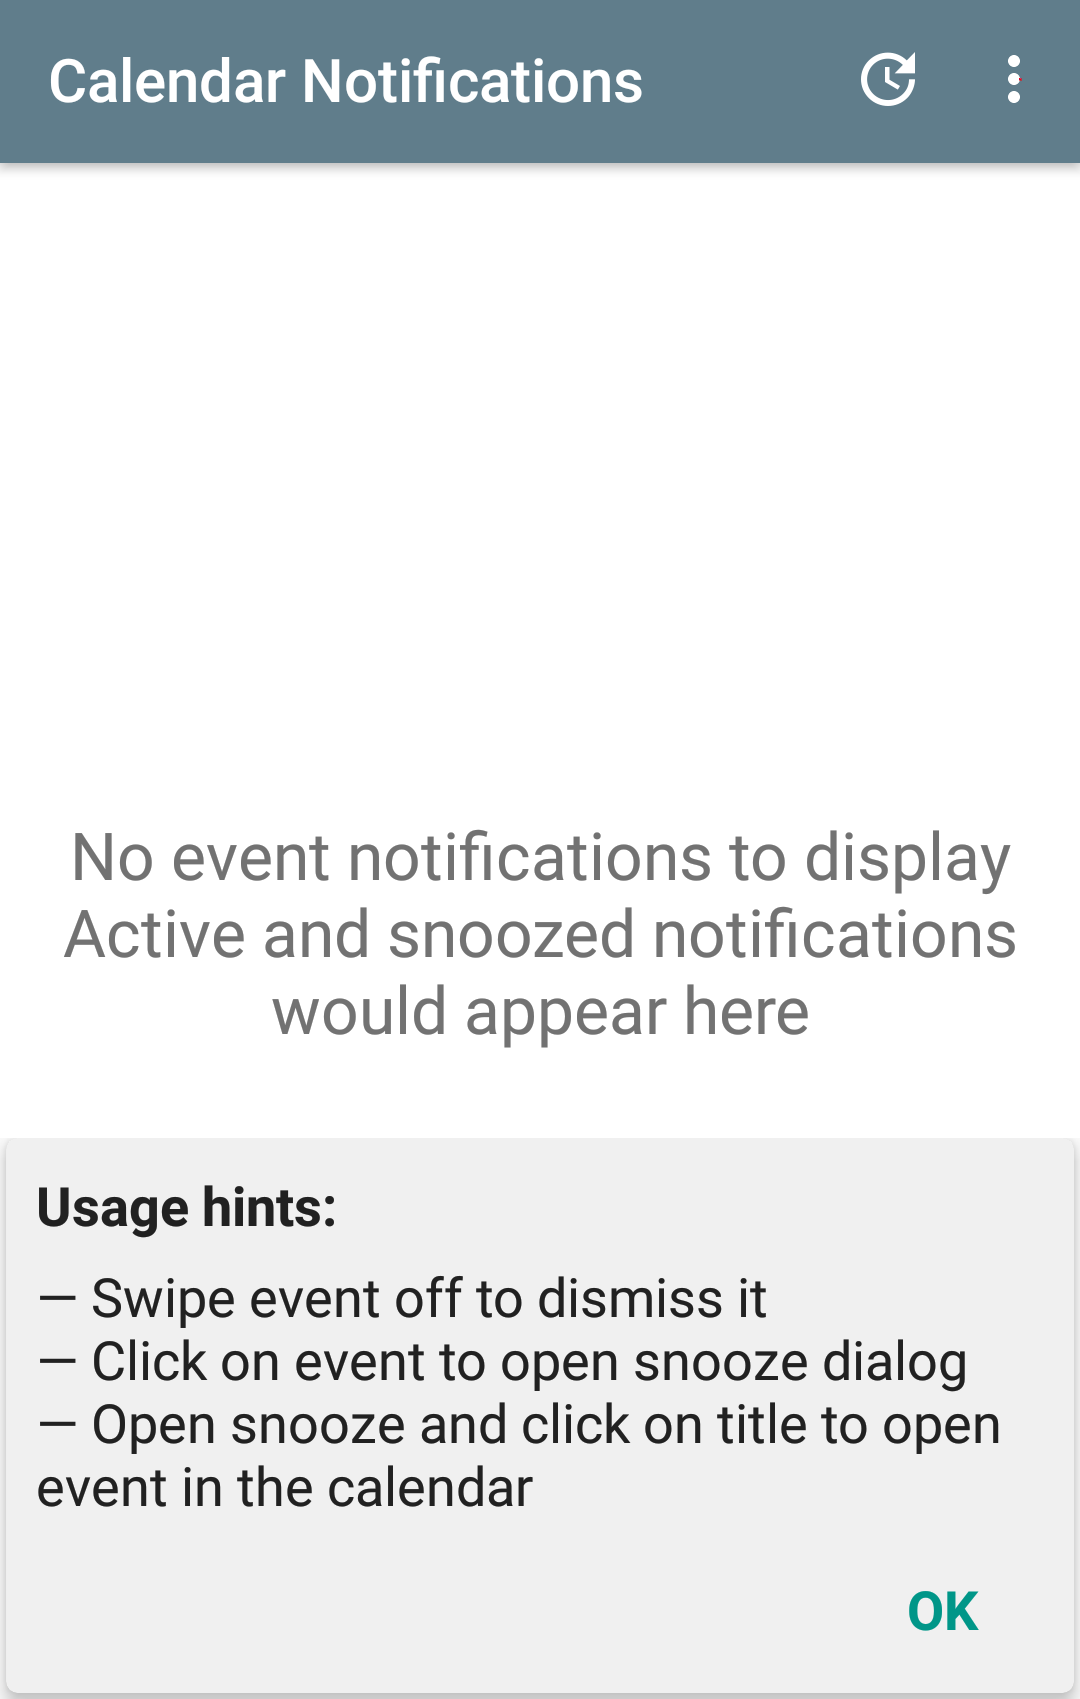 Calendar Notifications
No event notifications to display
Active and snoozed notifications
would appear here
Usage hints:
— Swipe event off to dismiss it
— Click on event to open snooze dialog
— Open snooze and click on title to open
event in the calendar
OK